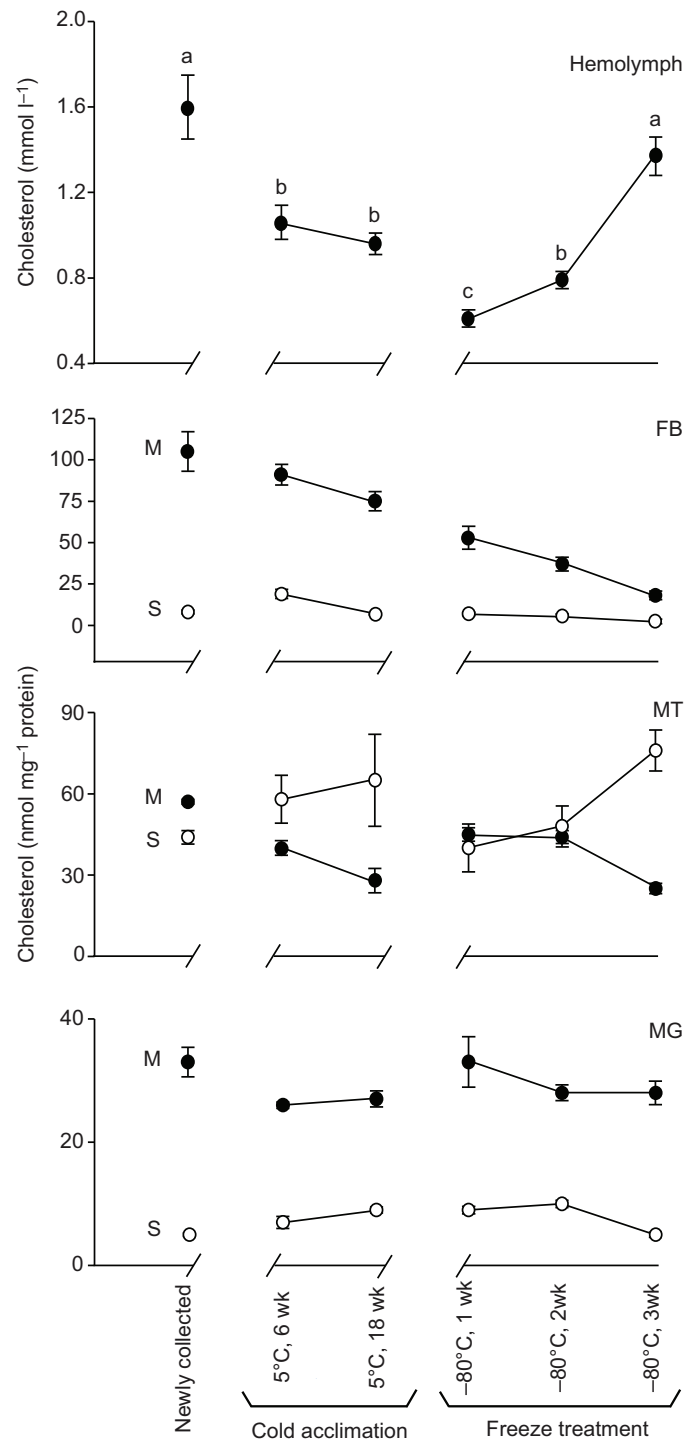 Cholesterol (mmol l⁻¹)
2.0
1.6
1.2
0.8
0.4
Hemolymph
a
b
b
c
b
a
Cholesterol (nmol mg⁻¹ protein)
125
100
75
50
25
0
FB
M
S
90
60
30
0
MT
M
S
40
20
0
MG
M
S
Newly collected
5°C, 6 wk
5°C, 18 wk
–80°C, 1 wk
–80°C, 2wk
–80°C, 3wk
Cold acclimation
Freeze treatment